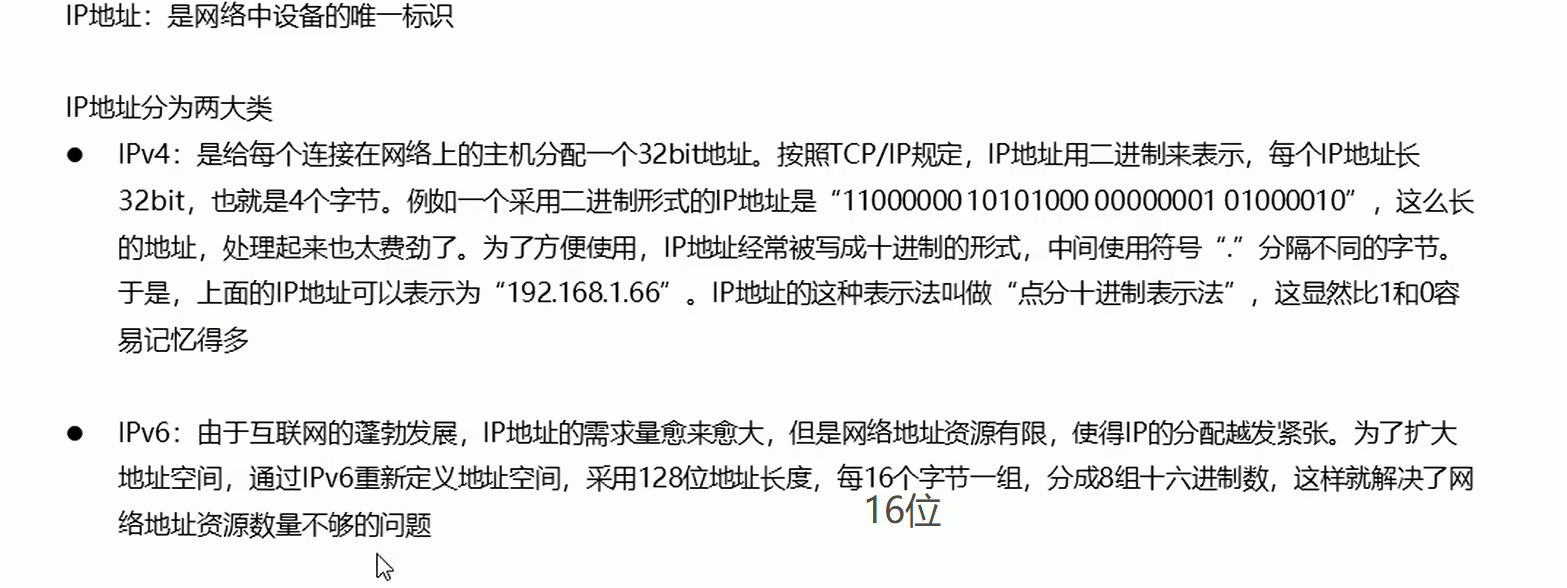 IP地址：是网络中设备的唯一标识
IP地址分为两大类
● IPv4：是给每个连接在网络上的主机分配一个32bit地址。按照TCP/IP规定，IP地址用二进制来表示，每个IP地址长
32bit，也就是4个字节。例如一个采用二进制形式的IP地址是“11000000 10101000 00000001 01000010”，这么长
的地址，处理起来也太费劲了。为了方便使用，IP地址经常被写成十进制的形式，中间使用符号“.”分隔不同的字节。
于是，上面的IP地址可以表示为“192.168.1.66”。IP地址的这种表示法叫做“点分十进制表示法”，这显然比1和0容
易记忆得多
● IPv6：由于互联网的蓬勃发展，IP地址的需求量愈来愈大，但是网络地址资源有限，使得IP的分配越发紧张。为了扩大
地址空间，通过IPv6重新定义地址空间，采用128位地址长度，每16个字节一组，分成8组十六进制数，这样就解决了网
16位
络地址资源数量不够的问题